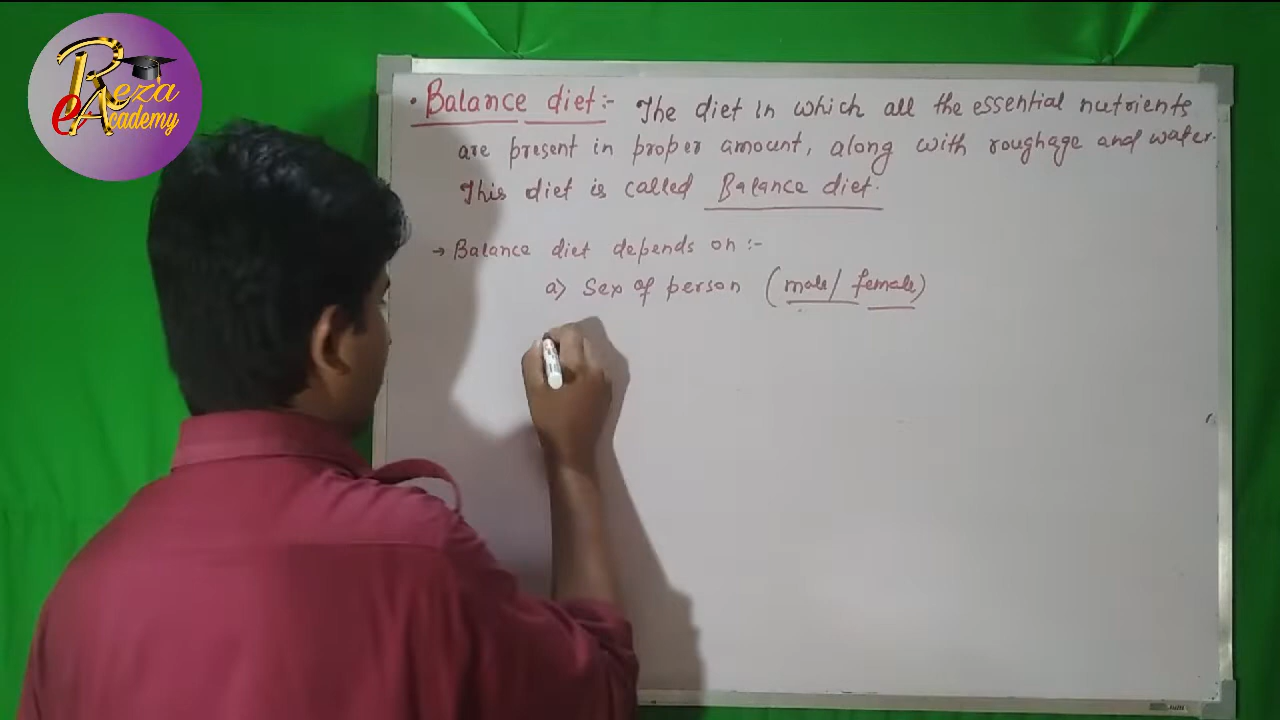 Reza's
e Academy
• Balance diet:- The diet in which all the essential nutrients
are present in proper amount, along with roughage and water.
This diet is called Balance diet.
→ Balance diet depends on :-
a) Sex of person (male/ female)